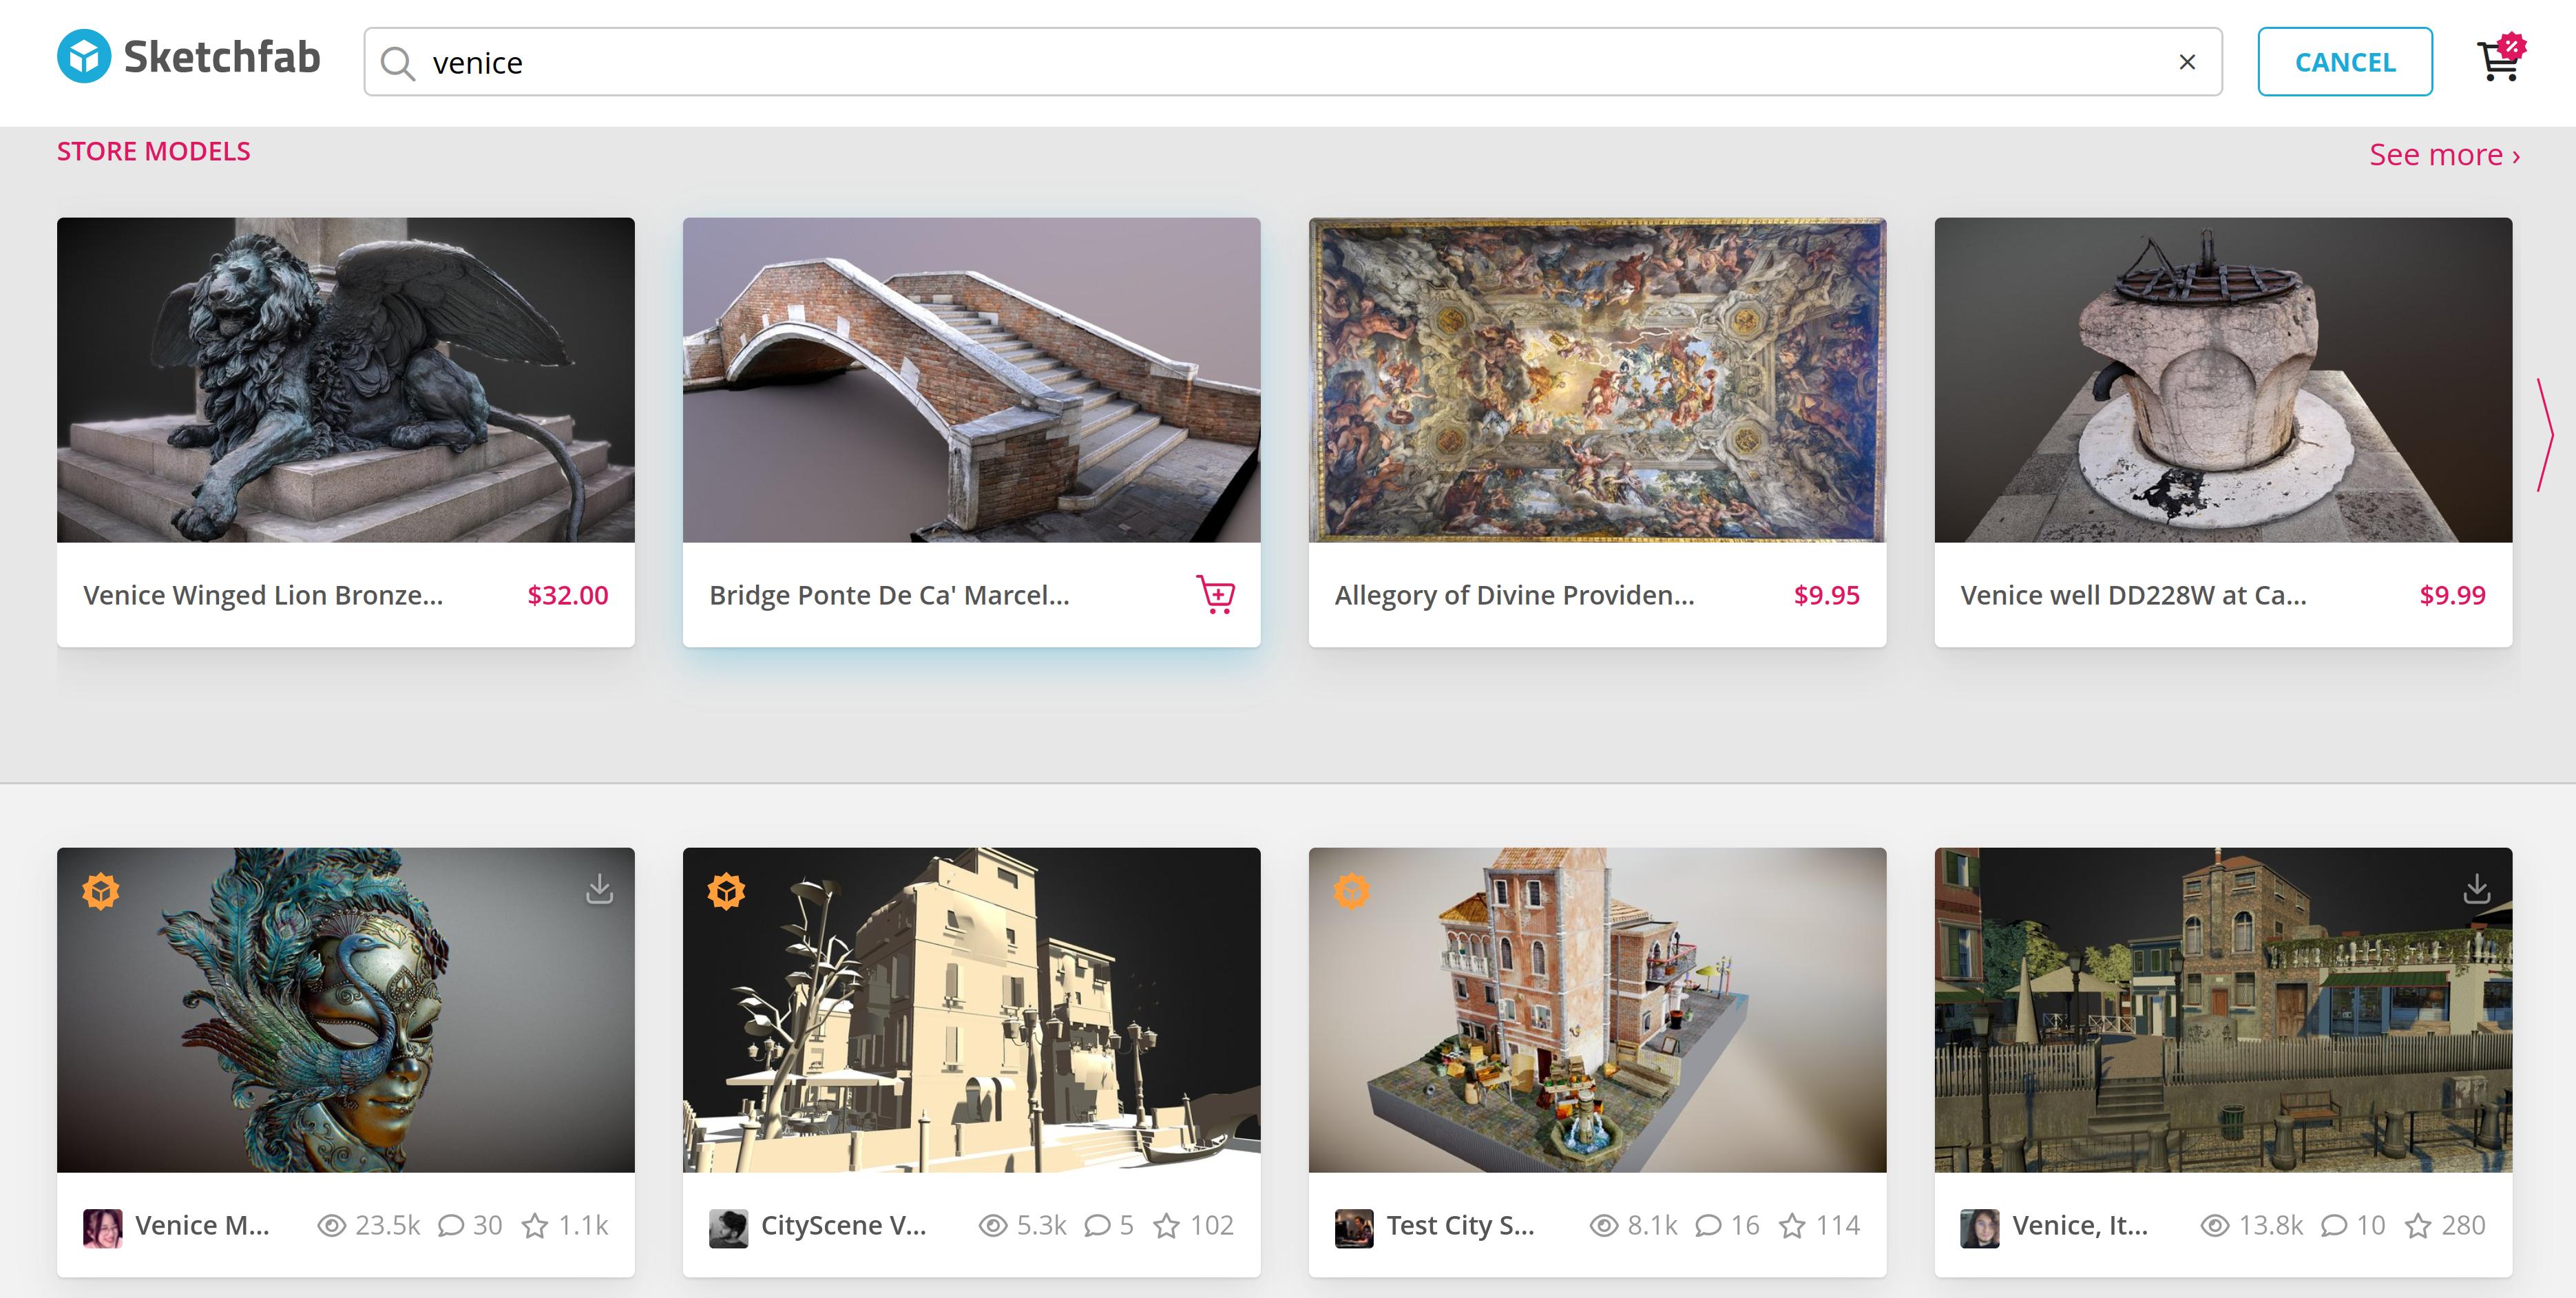 Sketchfab
venice
CANCEL
STORE MODELS
See more ›
Venice Winged Lion Bronze...
$32.00
Bridge Ponte De Ca' Marcel...
Allegory of Divine Providen...
$9.95
Venice well DD228W at Ca...
$9.99
Venice M... 23.5k 30 1.1k
CityScene V... 5.3k 5 102
Test City S... 8.1k 16 114
Venice, It... 13.8k 10 280